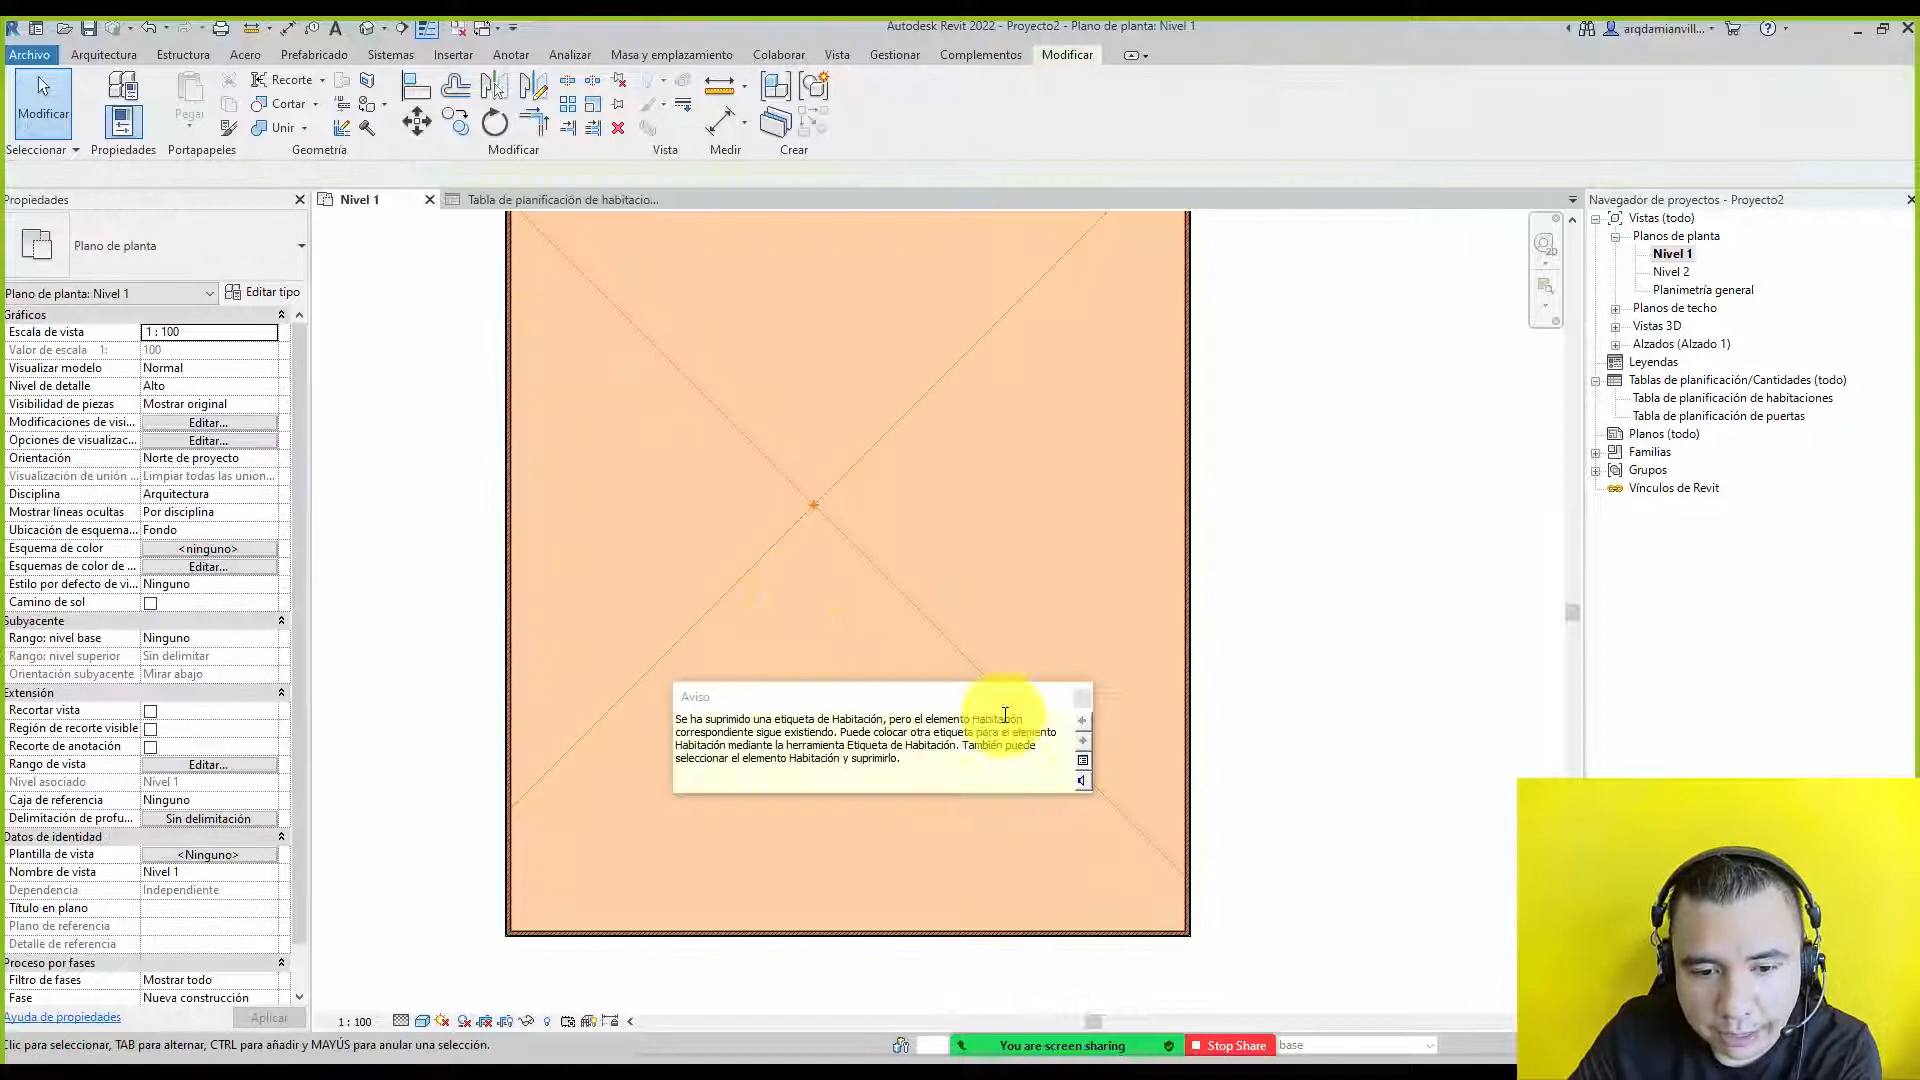 Autodesk Revit 2022 - Proyecto2 - Plano de planta: Nivel 1
arqdamianvill...
Archivo
Arquitectura
Estructura
Acero
Prefabricado
Sistemas
Insertar
Anotar
Analizar
Masa y emplazamiento
Colaborar
Vista
Gestionar
Complementos
Modificar
Modificar
Pegar
Recorte
Cortar
Unir
Seleccionar
Propiedades
Portapapeles
Geometría
Modificar
Vista
Medir
Crear
Propiedades
Plano de planta
Plano de planta: Nivel 1
Editar tipo
Gráficos
Escala de vista 1 : 100
Valor de escala 1: 100
Visualizar modelo Normal
Nivel de detalle Alto
Visibilidad de piezas Mostrar original
Modificaciones de visi... Editar...
Opciones de visualizac... Editar...
Orientación Norte de proyecto
Visualización de unión ... Limpiar todas las union...
Disciplina Arquitectura
Mostrar líneas ocultas Por disciplina
Ubicación de esquema... Fondo
Esquema de color <ninguno>
Esquemas de color de ... Editar...
Estilo por defecto de vi... Ninguno
Camino de sol
Subyacente
Rango: nivel base Ninguno
Rango: nivel superior Sin delimitar
Orientación subyacente Mirar abajo
Extensión
Recortar vista
Región de recorte visible
Recorte de anotación
Rango de vista Editar...
Nivel asociado Nivel 1
Caja de referencia Ninguno
Delimitación de profu... Sin delimitación
Datos de identidad
Plantilla de vista <Ninguno>
Nombre de vista Nivel 1
Dependencia Independiente
Título en plano
Plano de referencia
Detalle de referencia
Proceso por fases
Filtro de fases Mostrar todo
Fase Nueva construcción
Ayuda de propiedades
Aplicar
Nivel 1
Tabla de planificación de habitacio...
2D
Aviso
Se ha suprimido una etiqueta de Habitación, pero el elemento Habitación
correspondiente sigue existiendo. Puede colocar otra etiqueta para el elemento
Habitación mediante la herramienta Etiqueta de Habitación. También puede
seleccionar el elemento Habitación y suprimirlo.
Navegador de proyectos - Proyecto2
Vistas (todo)
Planos de planta
Nivel 1
Nivel 2
Planimetría general
Planos de techo
Vistas 3D
Alzados (Alzado 1)
Leyendas
Tablas de planificación/Cantidades (todo)
Tabla de planificación de habitaciones
Tabla de planificación de puertas
Planos (todo)
Familias
Grupos
Vínculos de Revit
1 : 100
Clic para seleccionar, TAB para alternar, CTRL para añadir y MAYÚS para anular una selección.
You are screen sharing
Stop Share
base